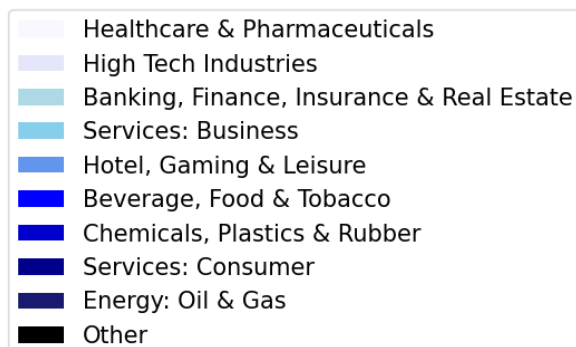 Healthcare & Pharmaceuticals
High Tech Industries
Banking, Finance, Insurance & Real Estate
Services: Business
Hotel, Gaming & Leisure
Beverage, Food & Tobacco
Chemicals, Plastics & Rubber
Services: Consumer
Energy: Oil & Gas
Other